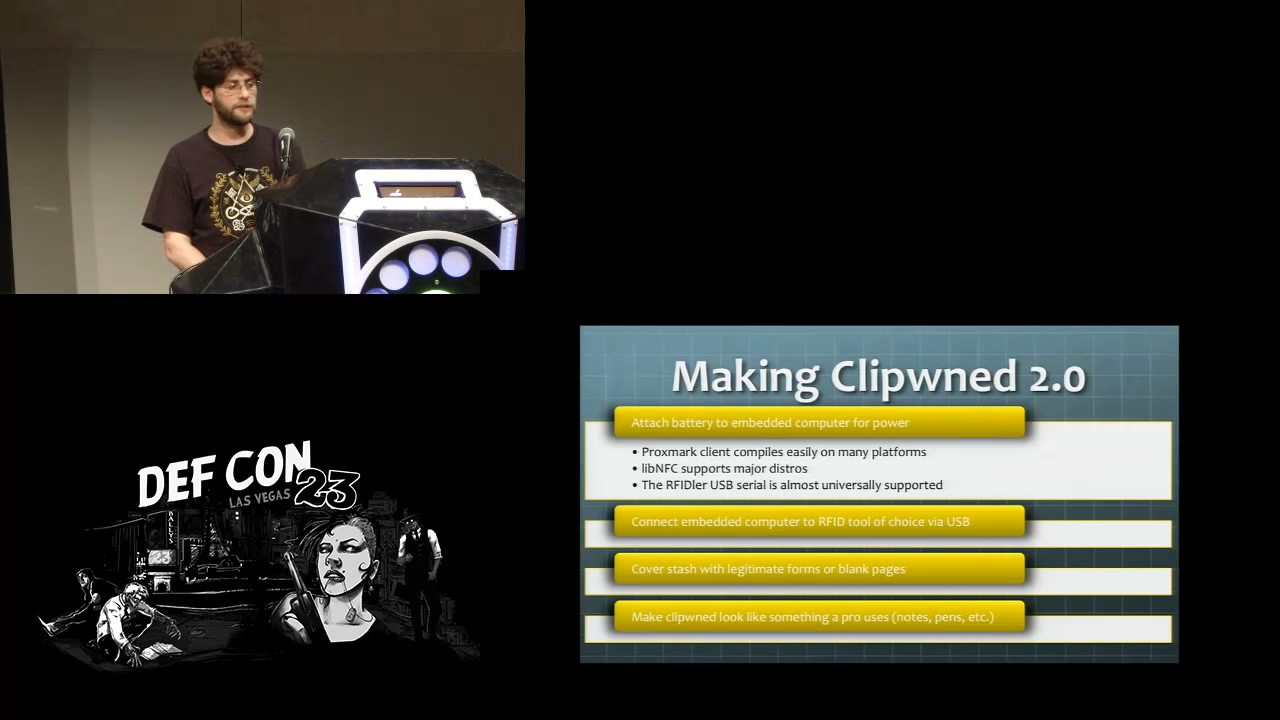 DEF CON
LAS VEGAS 23
BALLYS
Making Clipwned 2.0
Attach battery to embedded computer for power
• Proxmark client compiles easily on many platforms
• libNFC supports major distros
• The RFIDler USB serial is almost universally supported
Connect embedded computer to RFID tool of choice via USB
Cover stash with legitimate forms or blank pages
Make clipwned look like something a pro uses (notes, pens, etc.)